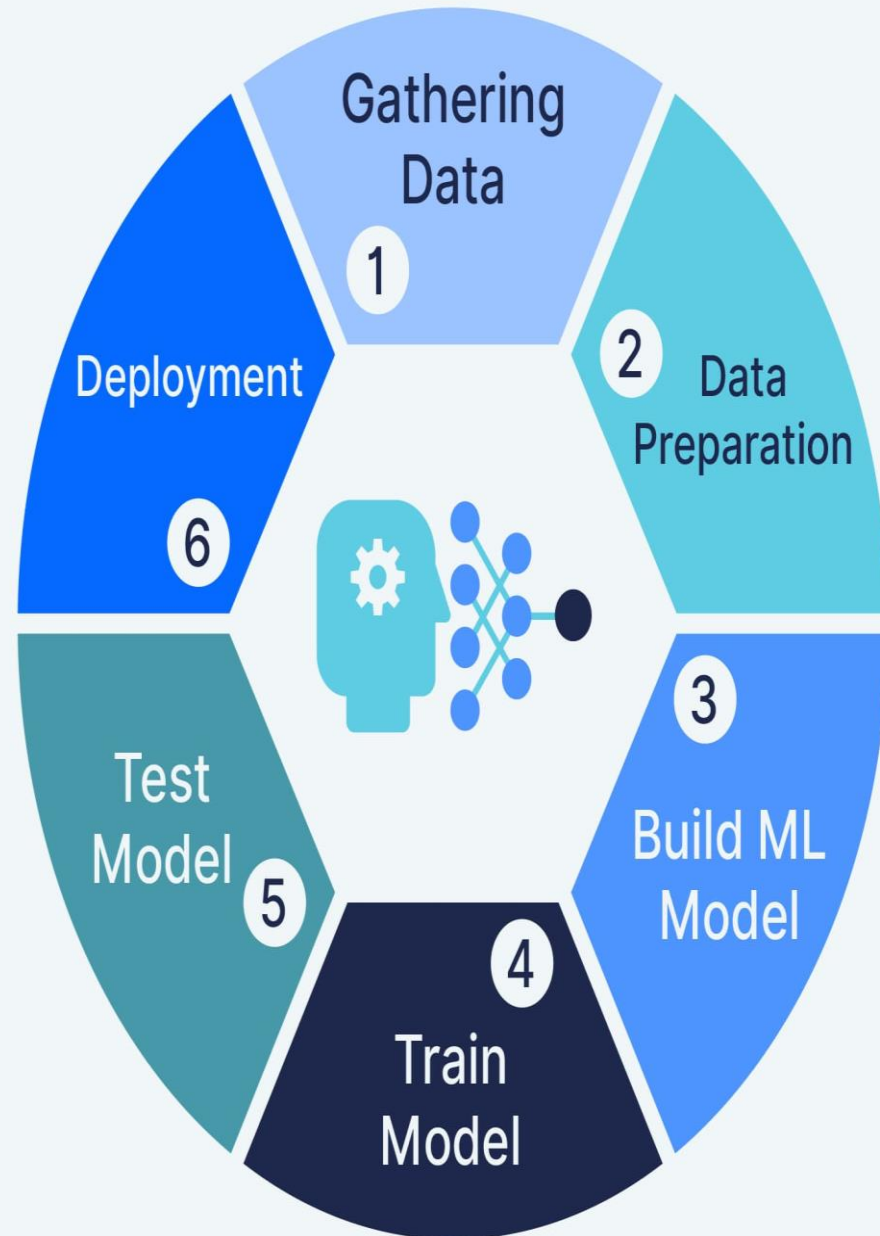 Gathering
Data
1
2
Data
Preparation
3
Build ML
Model
4
Train
Model
Test
Model
5
Deployment
6